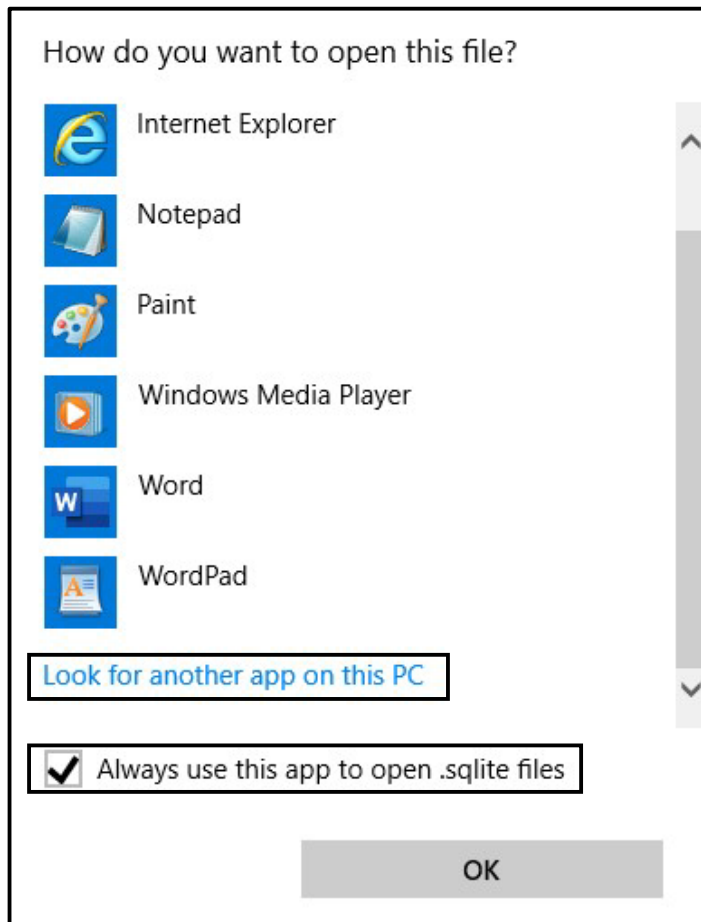 How do you want to open this file?
Internet Explorer
Notepad
Paint
Windows Media Player
W
Word
A
WordPad
Look for another app on this PC
Always use this app to open .sqlite files
OK